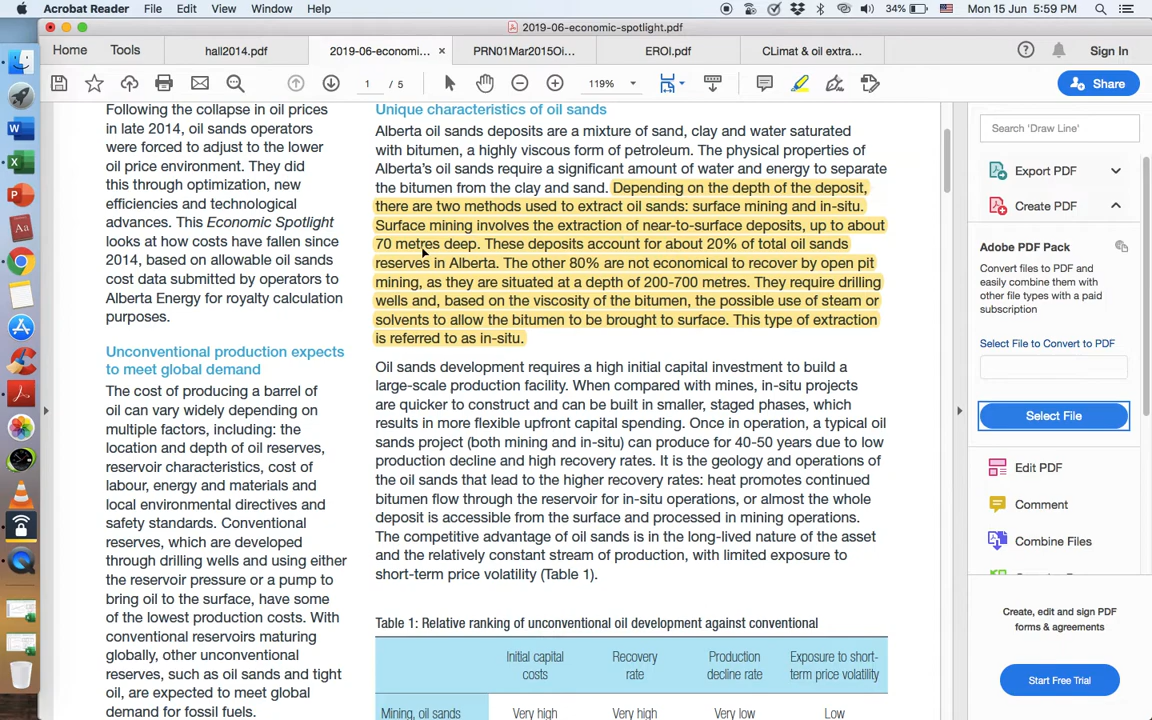 Acrobat Reader File Edit View Window Help 34% Mon 15 Jun 5:59 PM
2019-06-economic-spotlight.pdf
Home Tools hall2014.pdf 2019-06-economi... × PRN01Mar2015Oi... EROI.pdf CLimat & oil extra... Sign In
1 / 5 119% Share
Following the collapse in oil prices
in late 2014, oil sands operators
were forced to adjust to the lower
oil price environment. They did
this through optimization, new
efficiencies and technological
advances. This Economic Spotlight
looks at how costs have fallen since
2014, based on allowable oil sands
cost data submitted by operators to
Alberta Energy for royalty calculation
purposes.
Unconventional production expects
to meet global demand
The cost of producing a barrel of
oil can vary widely depending on
multiple factors, including: the
location and depth of oil reserves,
reservoir characteristics, cost of
labour, energy and materials and
local environmental directives and
safety standards. Conventional
reserves, which are developed
through drilling wells and using either
the reservoir pressure or a pump to
bring oil to the surface, have some
of the lowest production costs. With
conventional reservoirs maturing
globally, other unconventional
reserves, such as oil sands and tight
oil, are expected to meet global
demand for fossil fuels.
Unique characteristics of oil sands
Alberta oil sands deposits are a mixture of sand, clay and water saturated
with bitumen, a highly viscous form of petroleum. The physical properties of
Alberta's oil sands require a significant amount of water and energy to separate
the bitumen from the clay and sand. Depending on the depth of the deposit,
there are two methods used to extract oil sands: surface mining and in-situ.
Surface mining involves the extraction of near-to-surface deposits, up to about
70 metres deep. These deposits account for about 20% of total oil sands
reserves in Alberta. The other 80% are not economical to recover by open pit
mining, as they are situated at a depth of 200-700 metres. They require drilling
wells and, based on the viscosity of the bitumen, the possible use of steam or
solvents to allow the bitumen to be brought to surface. This type of extraction
is referred to as in-situ.
Oil sands development requires a high initial capital investment to build a
large-scale production facility. When compared with mines, in-situ projects
are quicker to construct and can be built in smaller, staged phases, which
results in more flexible upfront capital spending. Once in operation, a typical oil
sands project (both mining and in-situ) can produce for 40-50 years due to low
production decline and high recovery rates. It is the geology and operations of
the oil sands that lead to the higher recovery rates: heat promotes continued
bitumen flow through the reservoir for in-situ operations, or almost the whole
deposit is accessible from the surface and processed in mining operations.
The competitive advantage of oil sands is in the long-lived nature of the asset
and the relatively constant stream of production, with limited exposure to
short-term price volatility (Table 1).
Table 1: Relative ranking of unconventional oil development against conventional
Initial capital Recovery Production Exposure to short-
costs rate decline rate term price volatility
Mining, oil sands Very high Very high Very low Low
Search 'Draw Line'
Export PDF
Create PDF
Adobe PDF Pack
Convert files to PDF and
easily combine them with
other file types with a paid
subscription
Select File to Convert to PDF
Select File
Edit PDF
Comment
Combine Files
Create, edit and sign PDF
forms & agreements
Start Free Trial